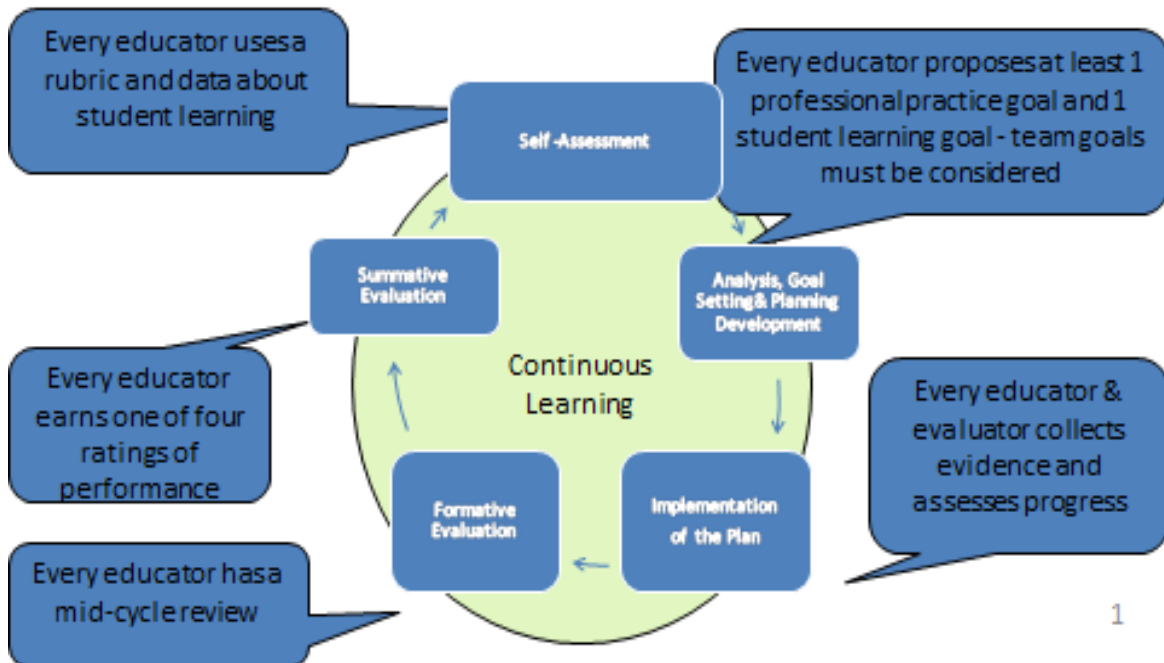 Every educator usesa
rubric and data about
student learning
Self -Assessment
Every educator proposes at least 1
professional practice goal and 1
student learning goal - team goals
must be considered
Analysis, Goal
Setting& Planning
Development
Every educator &
evaluator collects
evidence and
assesses progress
Implementation
of the Plan
Formative
Evaluation
Every educator hasa
mid-cycle review
Summative
Evaluation
Every educator
earns one of four
ratings of
performance
Continuous
Learning
1